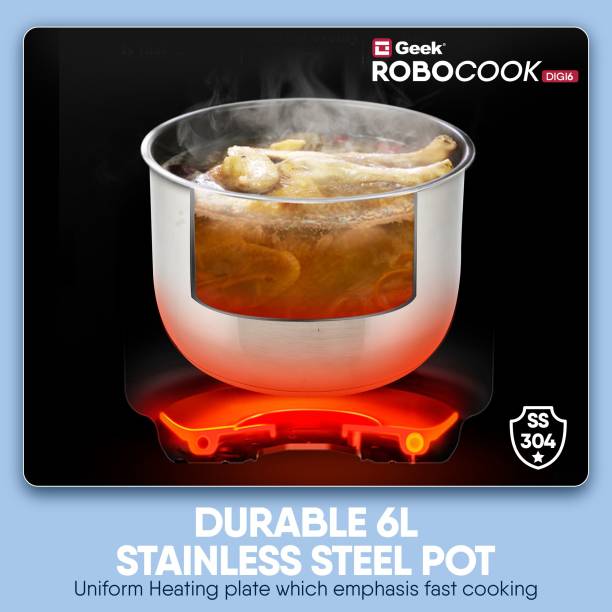 Geek
ROBOCOOK DIGI6
SS
304
DURABLE 6L
STAINLESS STEEL POT
Uniform Heating plate which emphasis fast cooking